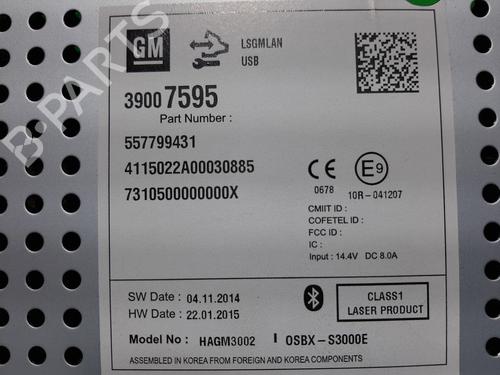 GM
LSGMLAN
USB
3900 7595
Part Number :
557799431
4115022A00030885
7310500000000X
CE
0678
E9
10R-041207
CMIIT ID :
COFETEL ID :
FCC ID :
IC :
Input : 14.4V DC 8.0A
SW Date : 04.11.2014
HW Date : 22.01.2015
CLASS1
LASER PRODUCT
Model No : HAGM3002 I OSBX-S3000E
ASSEMBLED IN KOREA FROM FOREIGN AND KOREA COMPONENTS
B-PARTS